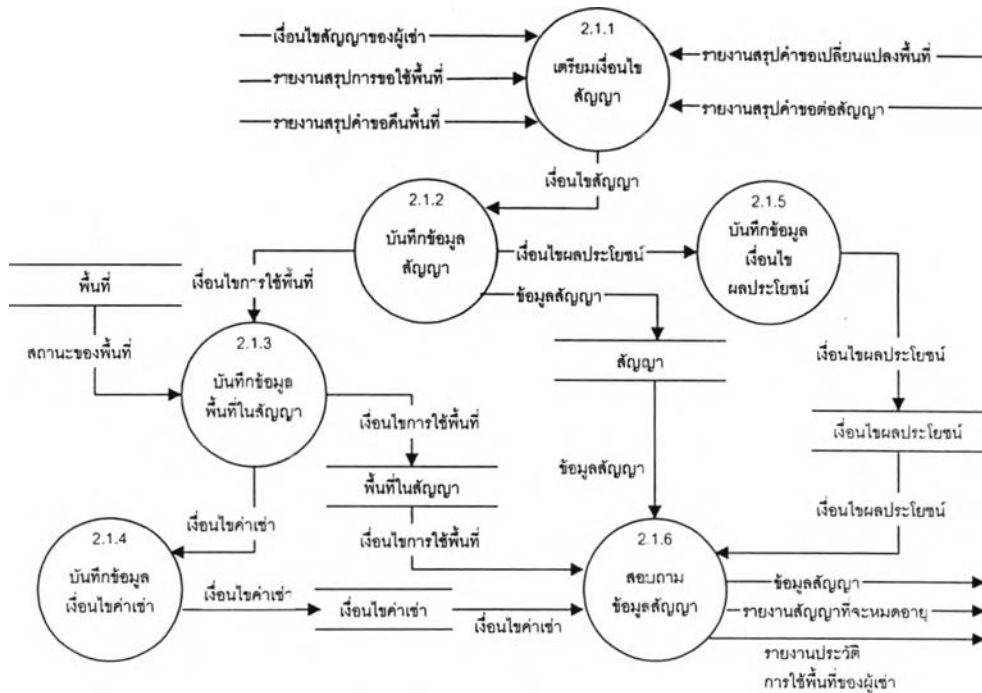 เงื่อนไขสัญญาของผู้เช่า
รายงานสรุปการขอใช้พื้นที่
รายงานสรุปคำขอคืนพื้นที่
2.1.1
เตรียมเงื่อนไข
สัญญา
รายงานสรุปคำขอเปลี่ยนแปลงพื้นที่
รายงานสรุปคำขอต่อสัญญา
เงื่อนไขสัญญา
2.1.2
บันทึกข้อมูล
สัญญา
เงื่อนไขผลประโยชน์
ข้อมูลสัญญา
2.1.5
บันทึกข้อมูล
เงื่อนไข
ผลประโยชน์
พื้นที่
เงื่อนไขการใช้พื้นที่
สถานะของพื้นที่
2.1.3
บันทึกข้อมูล
พื้นที่ในสัญญา
สัญญา
เงื่อนไขผลประโยชน์
เงื่อนไขการใช้พื้นที่
เงื่อนไขผลประโยชน์
พื้นที่ในสัญญา
ข้อมูลสัญญา
เงื่อนไขผลประโยชน์
เงื่อนไขค่าเช่า
เงื่อนไขการใช้พื้นที่
2.1.4
บันทึกข้อมูล
เงื่อนไขค่าเช่า
เงื่อนไขค่าเช่า
เงื่อนไขค่าเช่า
เงื่อนไขค่าเช่า
2.1.6
สอบถาม
ข้อมูลสัญญา
ข้อมูลสัญญา
รายงานสัญญาที่จะหมดอายุ
รายงานประวัติ
การใช้พื้นที่ของผู้เช่า